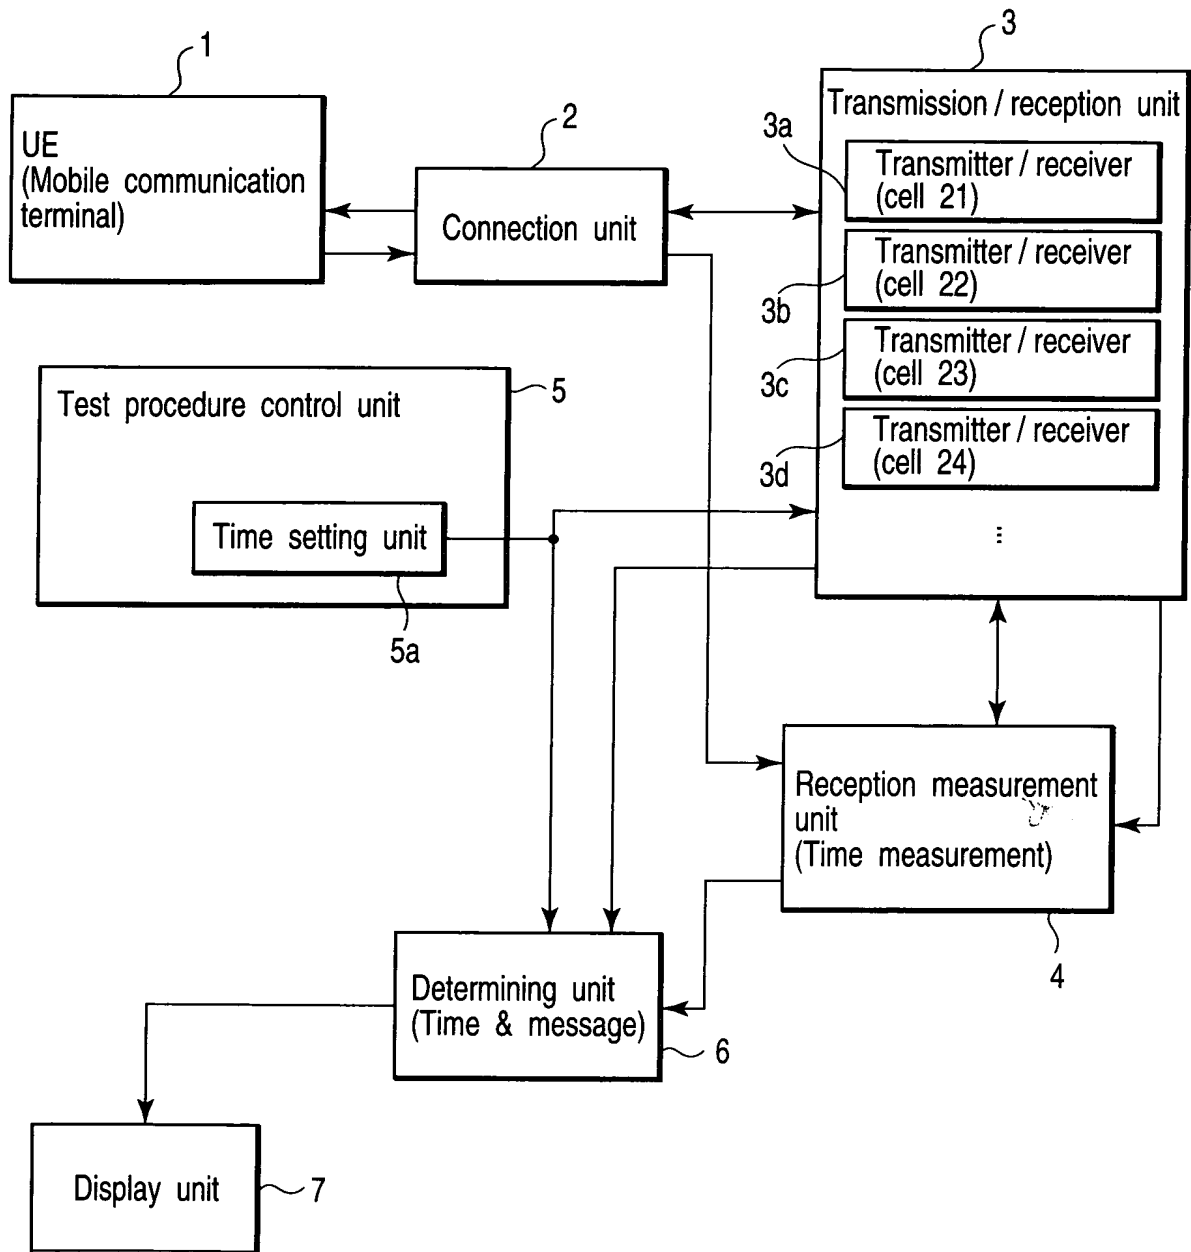 1
UE
(Mobile communication
terminal)
2
Connection unit
3
Transmission / reception unit
3a
Transmitter / receiver
(cell 21)
3b
Transmitter / receiver
(cell 22)
3c
Transmitter / receiver
(cell 23)
3d
Transmitter / receiver
(cell 24)
...
5
Test procedure control unit
Time setting unit
5a
Reception measurement
unit
(Time measurement)
4
Determining unit
(Time & message)
6
Display unit
7